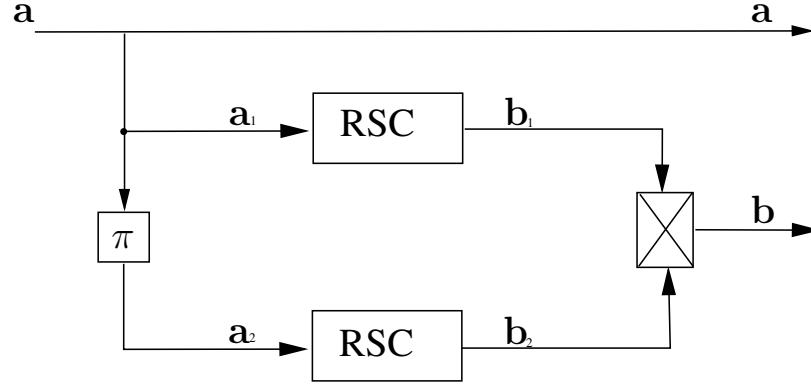 a a
a₁ RSC b₁
b
π
a₂ RSC b₂